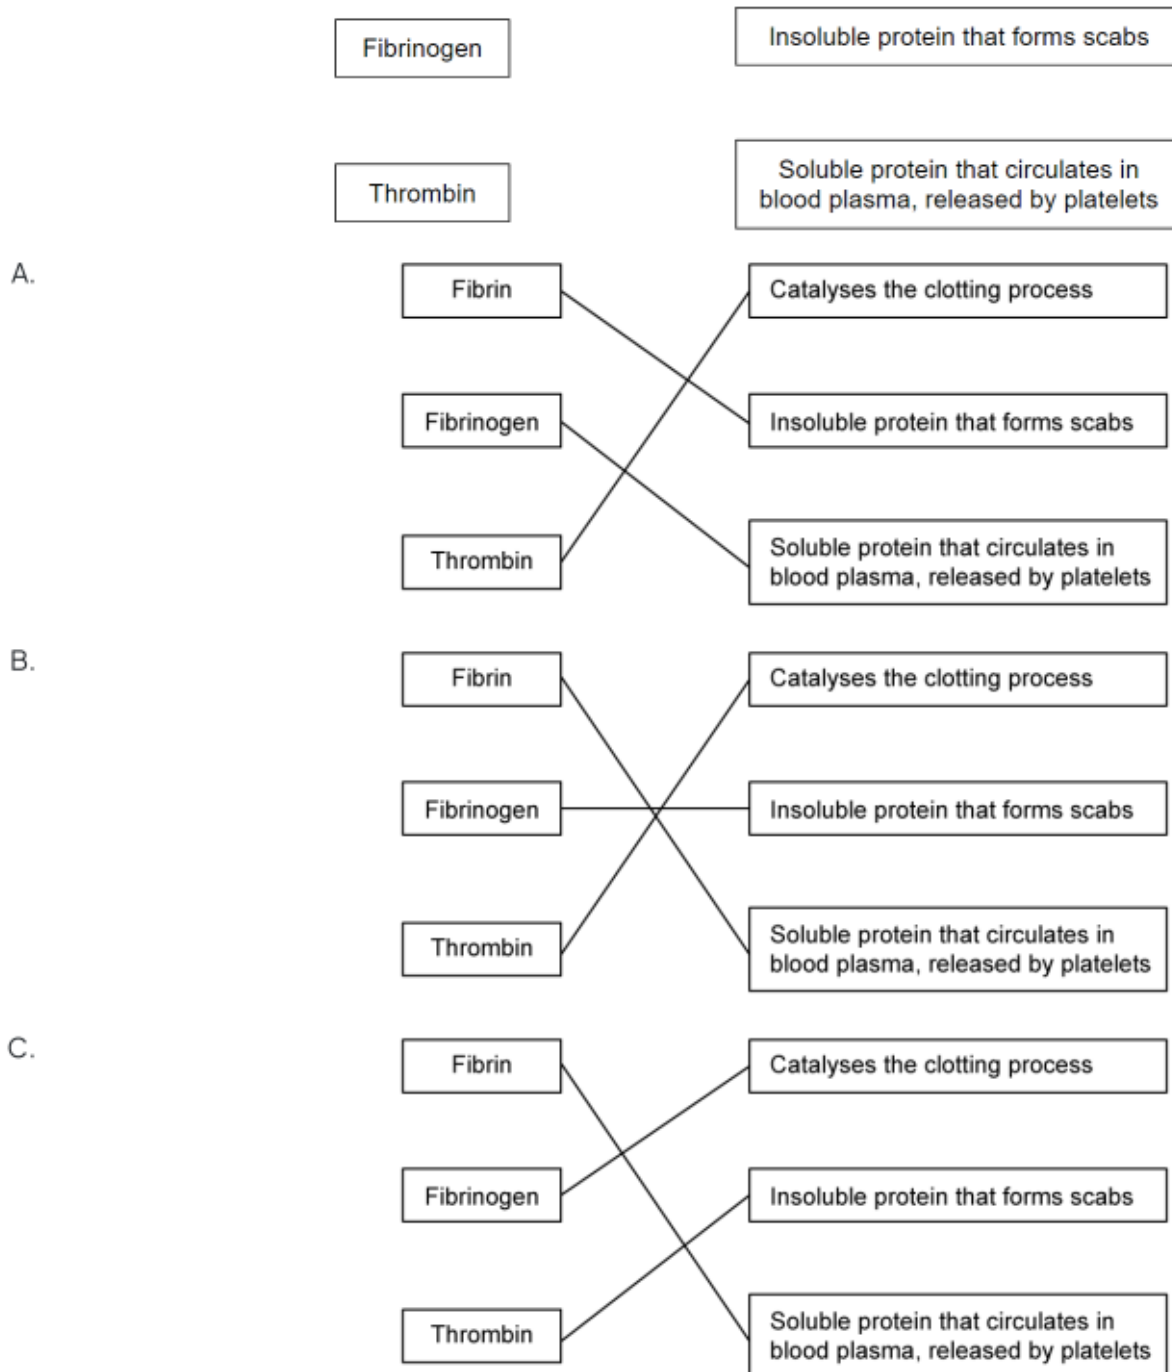 Fibrinogen
Insoluble protein that forms scabs
Thrombin
Soluble protein that circulates in
blood plasma, released by platelets
A.
Fibrin
Catalyses the clotting process
Fibrinogen
Insoluble protein that forms scabs
Thrombin
Soluble protein that circulates in
blood plasma, released by platelets
B.
Fibrin
Catalyses the clotting process
Fibrinogen
Insoluble protein that forms scabs
Thrombin
Soluble protein that circulates in
blood plasma, released by platelets
C.
Fibrin
Catalyses the clotting process
Fibrinogen
Insoluble protein that forms scabs
Thrombin
Soluble protein that circulates in
blood plasma, released by platelets